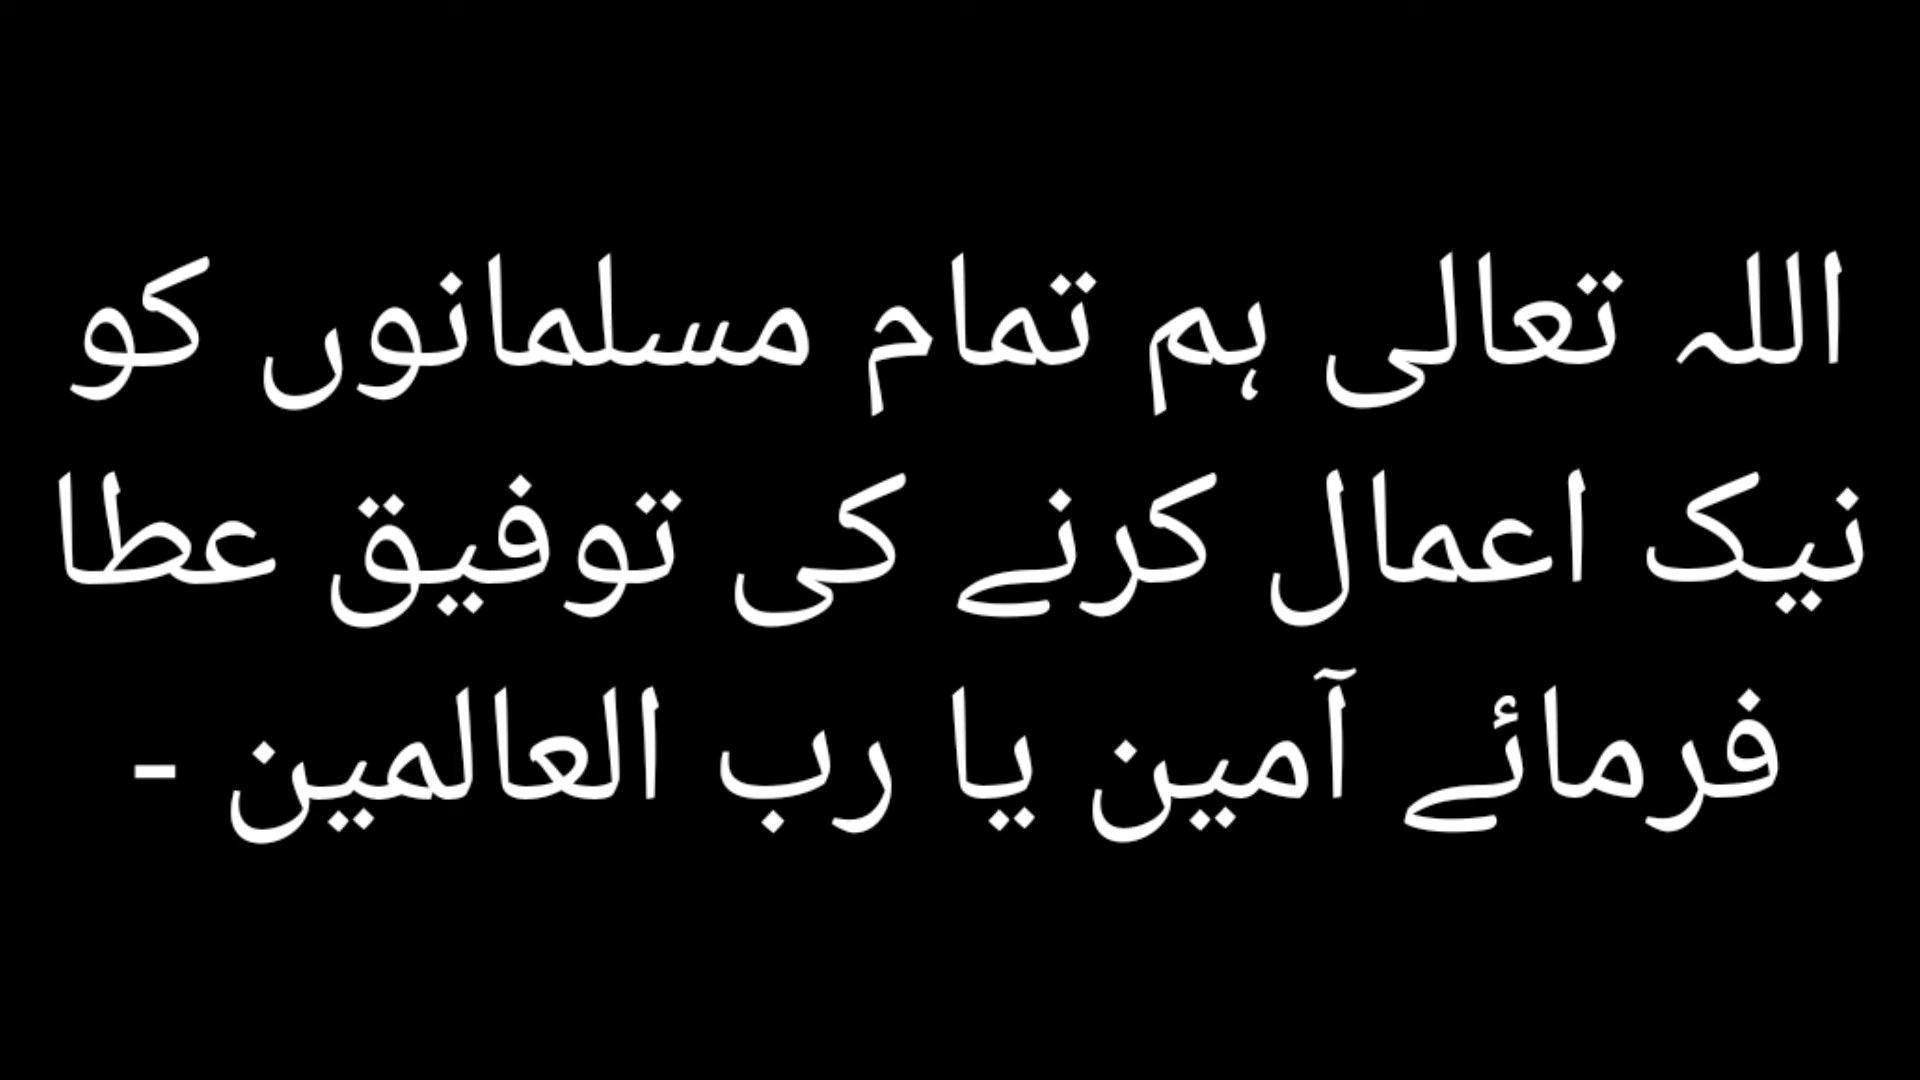 اللہ تعالی ہم تمام مسلمانوں کو
نیک اعمال کرنے کی توفیق عطا
فرمائے آمین یا رب العالمین -